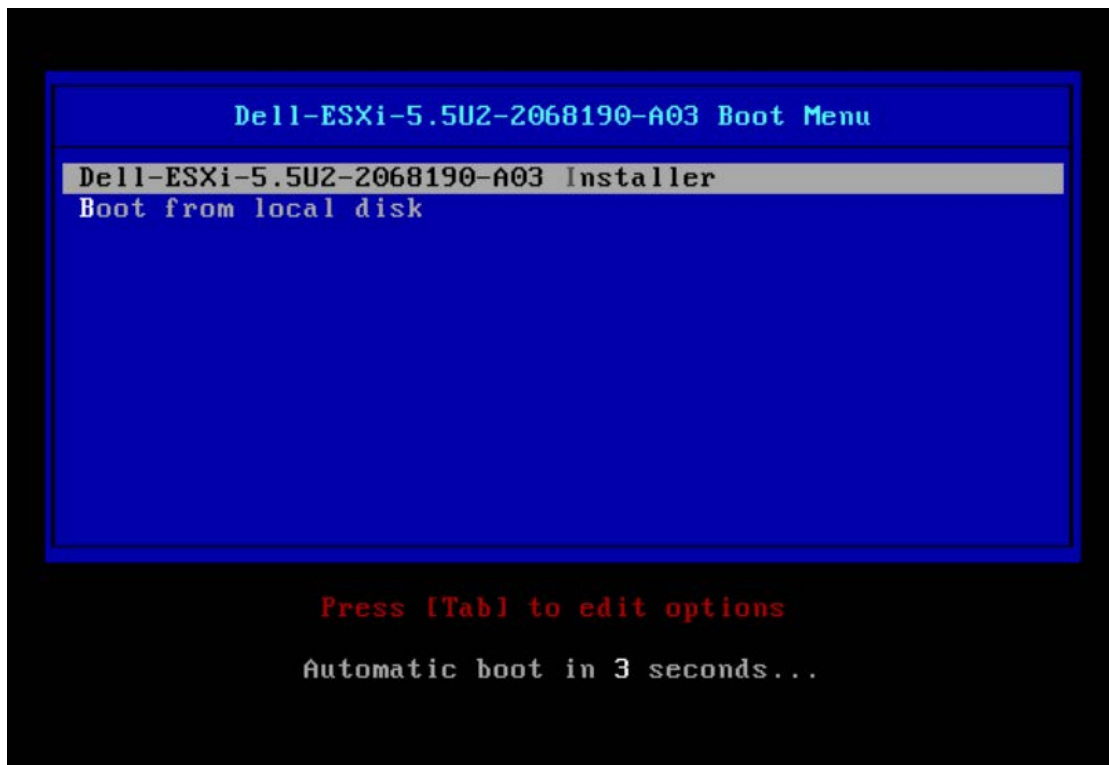 Dell-ESXi-5.5U2-2068190-A03 Boot Menu
Dell-ESXi-5.5U2-2068190-A03 Installer
Boot from local disk
Press [Tab] to edit options
Automatic boot in 3 seconds...